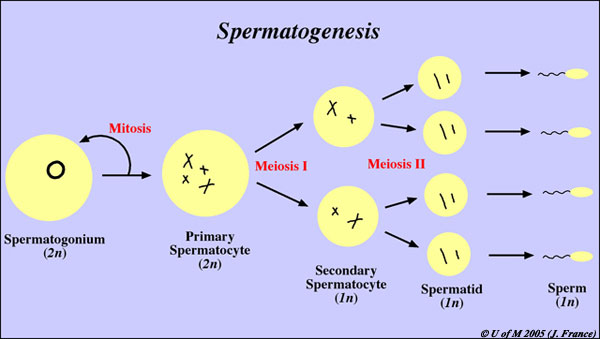 Spermatogenesis
Mitosis
Meiosis I
Meiosis II
Spermatogonium
(2n)
Primary
Spermatocyte
(2n)
Secondary
Spermatocyte
(1n)
Spermatid
(1n)
Sperm
(1n)
© U of M 2005 (J. France)